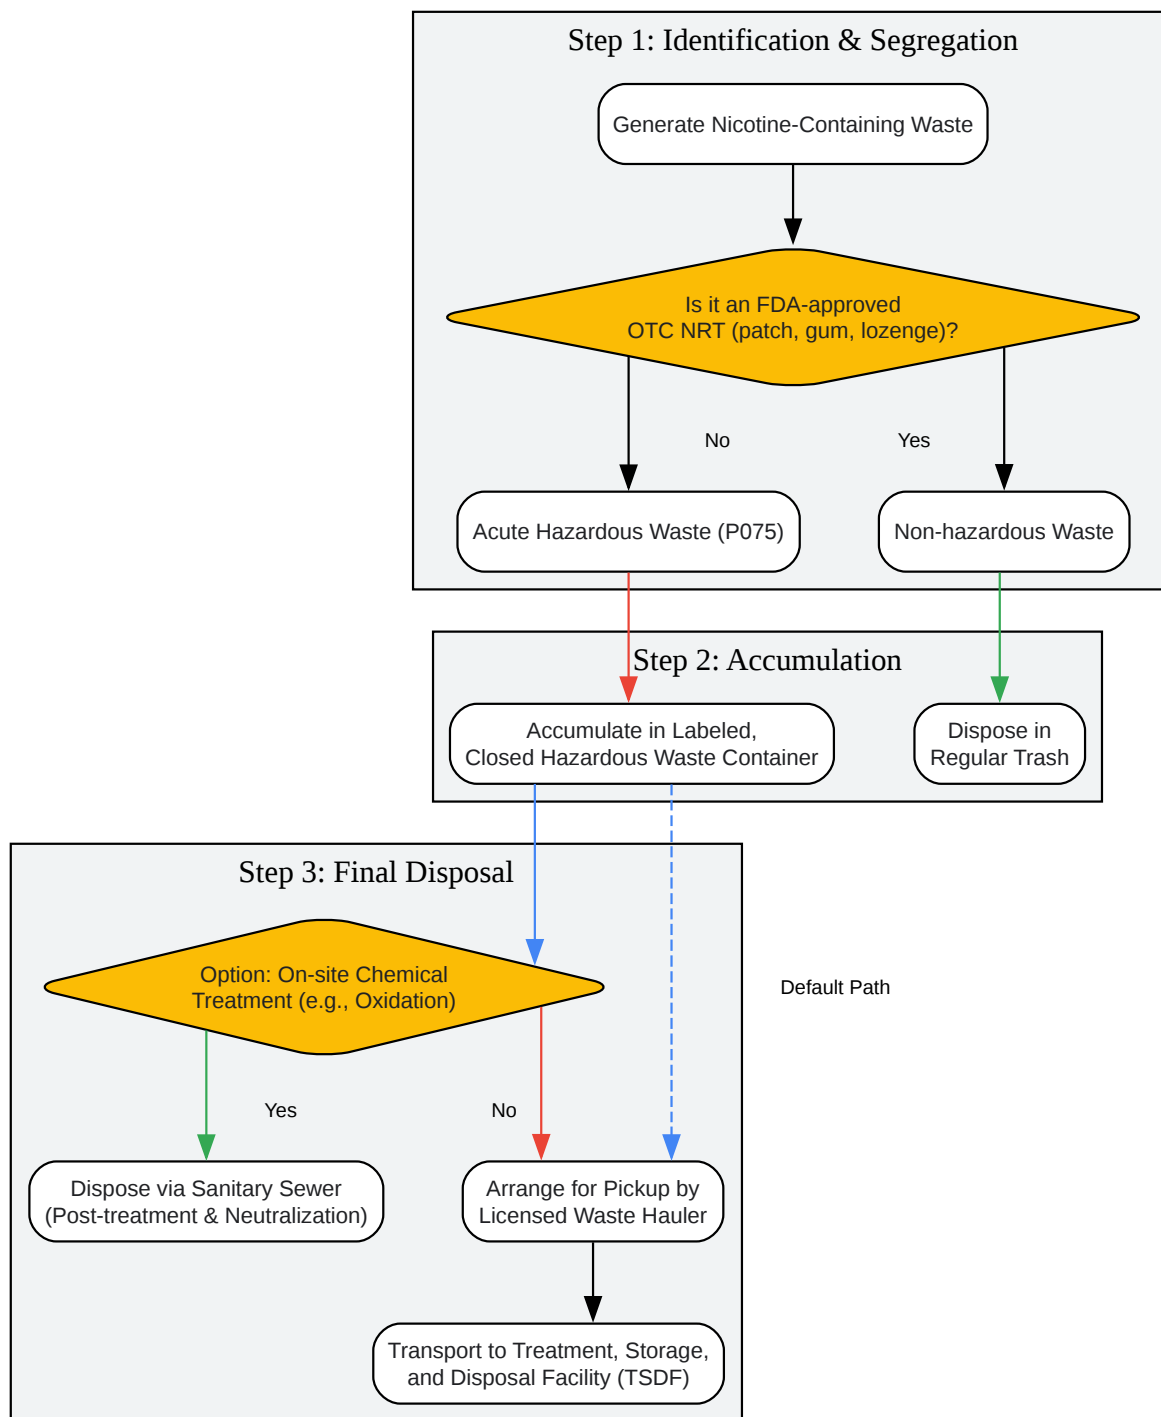 Step 1: Identification & Segregation
Generate Nicotine-Containing Waste
Is it an FDA-approved
OTC NRT (patch, gum, lozenge)?
No
Yes
Acute Hazardous Waste (P075)
Non-hazardous Waste
Step 2: Accumulation
Accumulate in Labeled,
Closed Hazardous Waste Container
Dispose in
Regular Trash
Step 3: Final Disposal
Option: On-site Chemical
Treatment (e.g., Oxidation)
Default Path
Yes
No
Dispose via Sanitary Sewer
(Post-treatment & Neutralization)
Arrange for Pickup by
Licensed Waste Hauler
Transport to Treatment, Storage,
and Disposal Facility (TSDF)